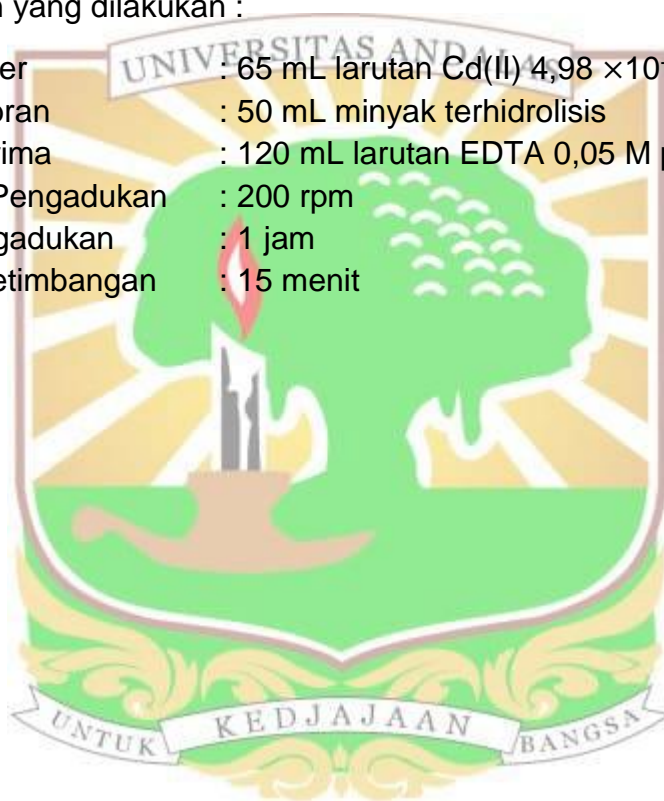 n yang dilakukan :
UNIVERSITAS ANDALAS
er : 65 mL larutan Cd(II) 4,98 ×10
oran : 50 mL minyak terhidrolisis
ima : 120 mL larutan EDTA 0,05 M p
Pengadukan : 200 rpm
gadukan : 1 jam
etimbangan : 15 menit
UNTUK KEDJAJAAN BANGSA